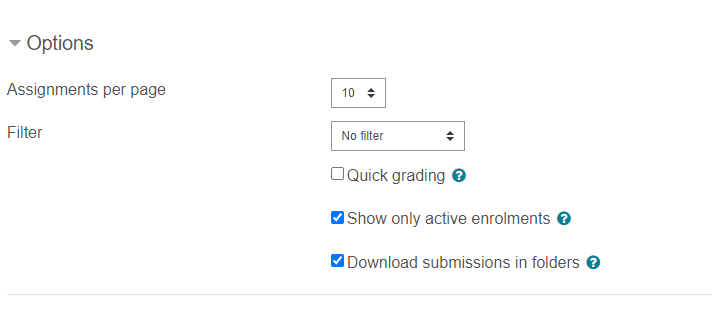 Options
Assignments per page 10
Filter No filter
Quick grading ?
Show only active enrolments ?
Download submissions in folders ?